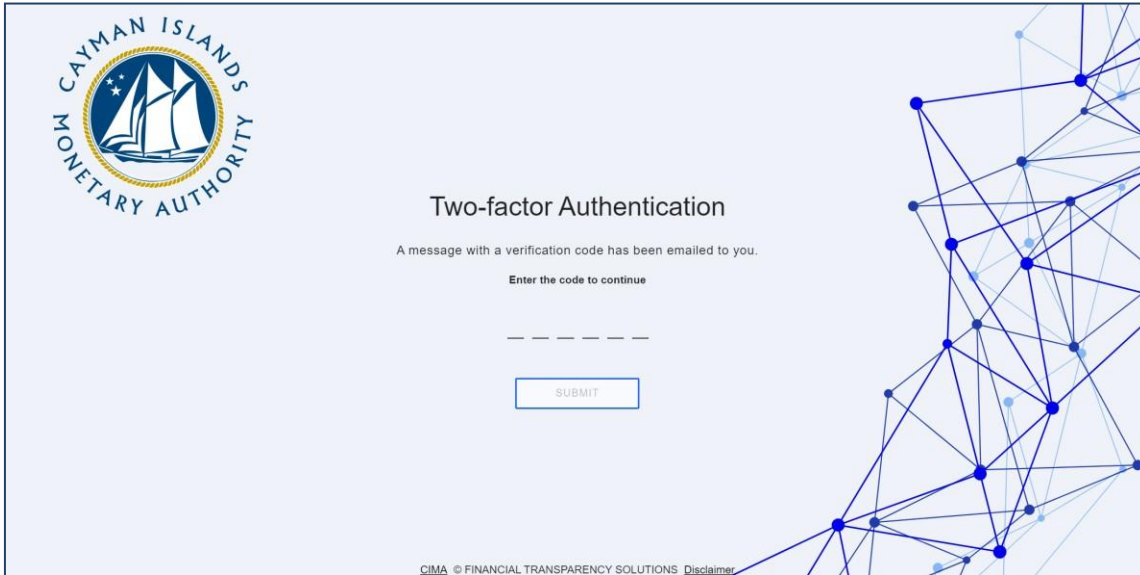 CAYMAN ISLANDS
MONETARY AUTHORITY
Two-factor Authentication
A message with a verification code has been emailed to you.
Enter the code to continue
SUBMIT
CIMA © FINANCIAL TRANSPARENCY SOLUTIONS Disclaimer